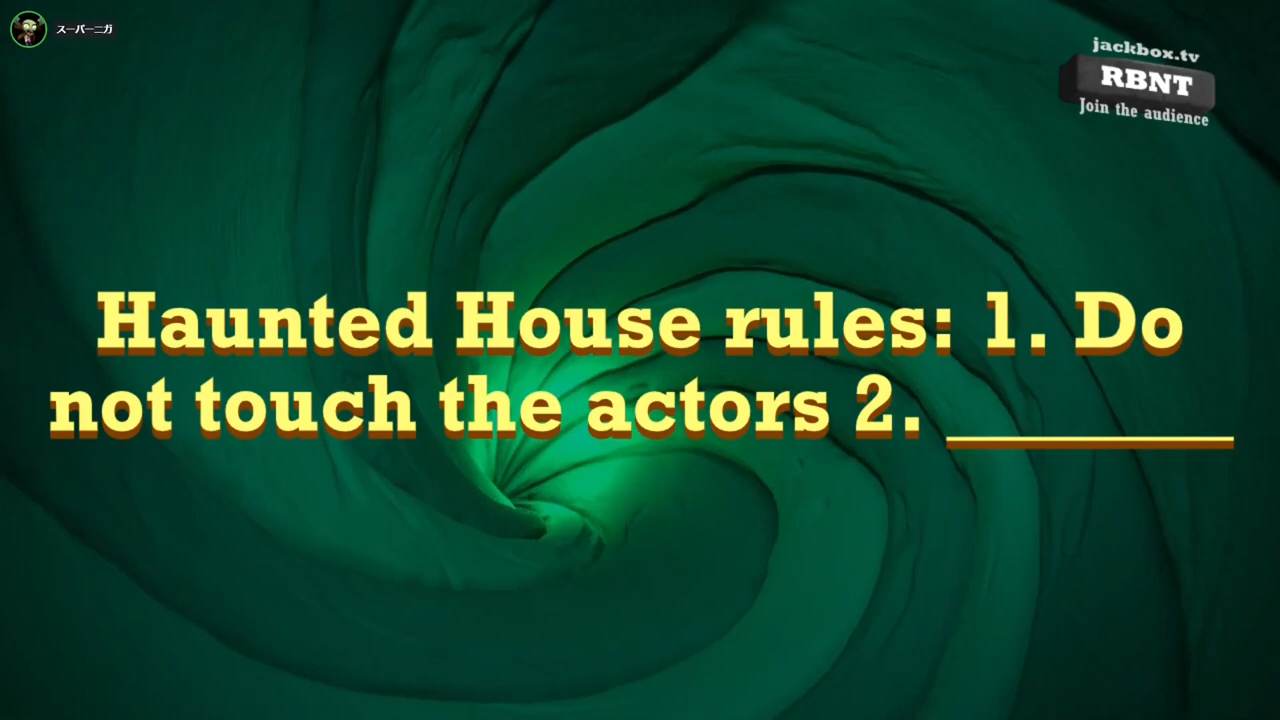 スーパーニガ
jackbox.tv
RBNT
Join the audience
Haunted House rules: 1. Do
not touch the actors 2. ________